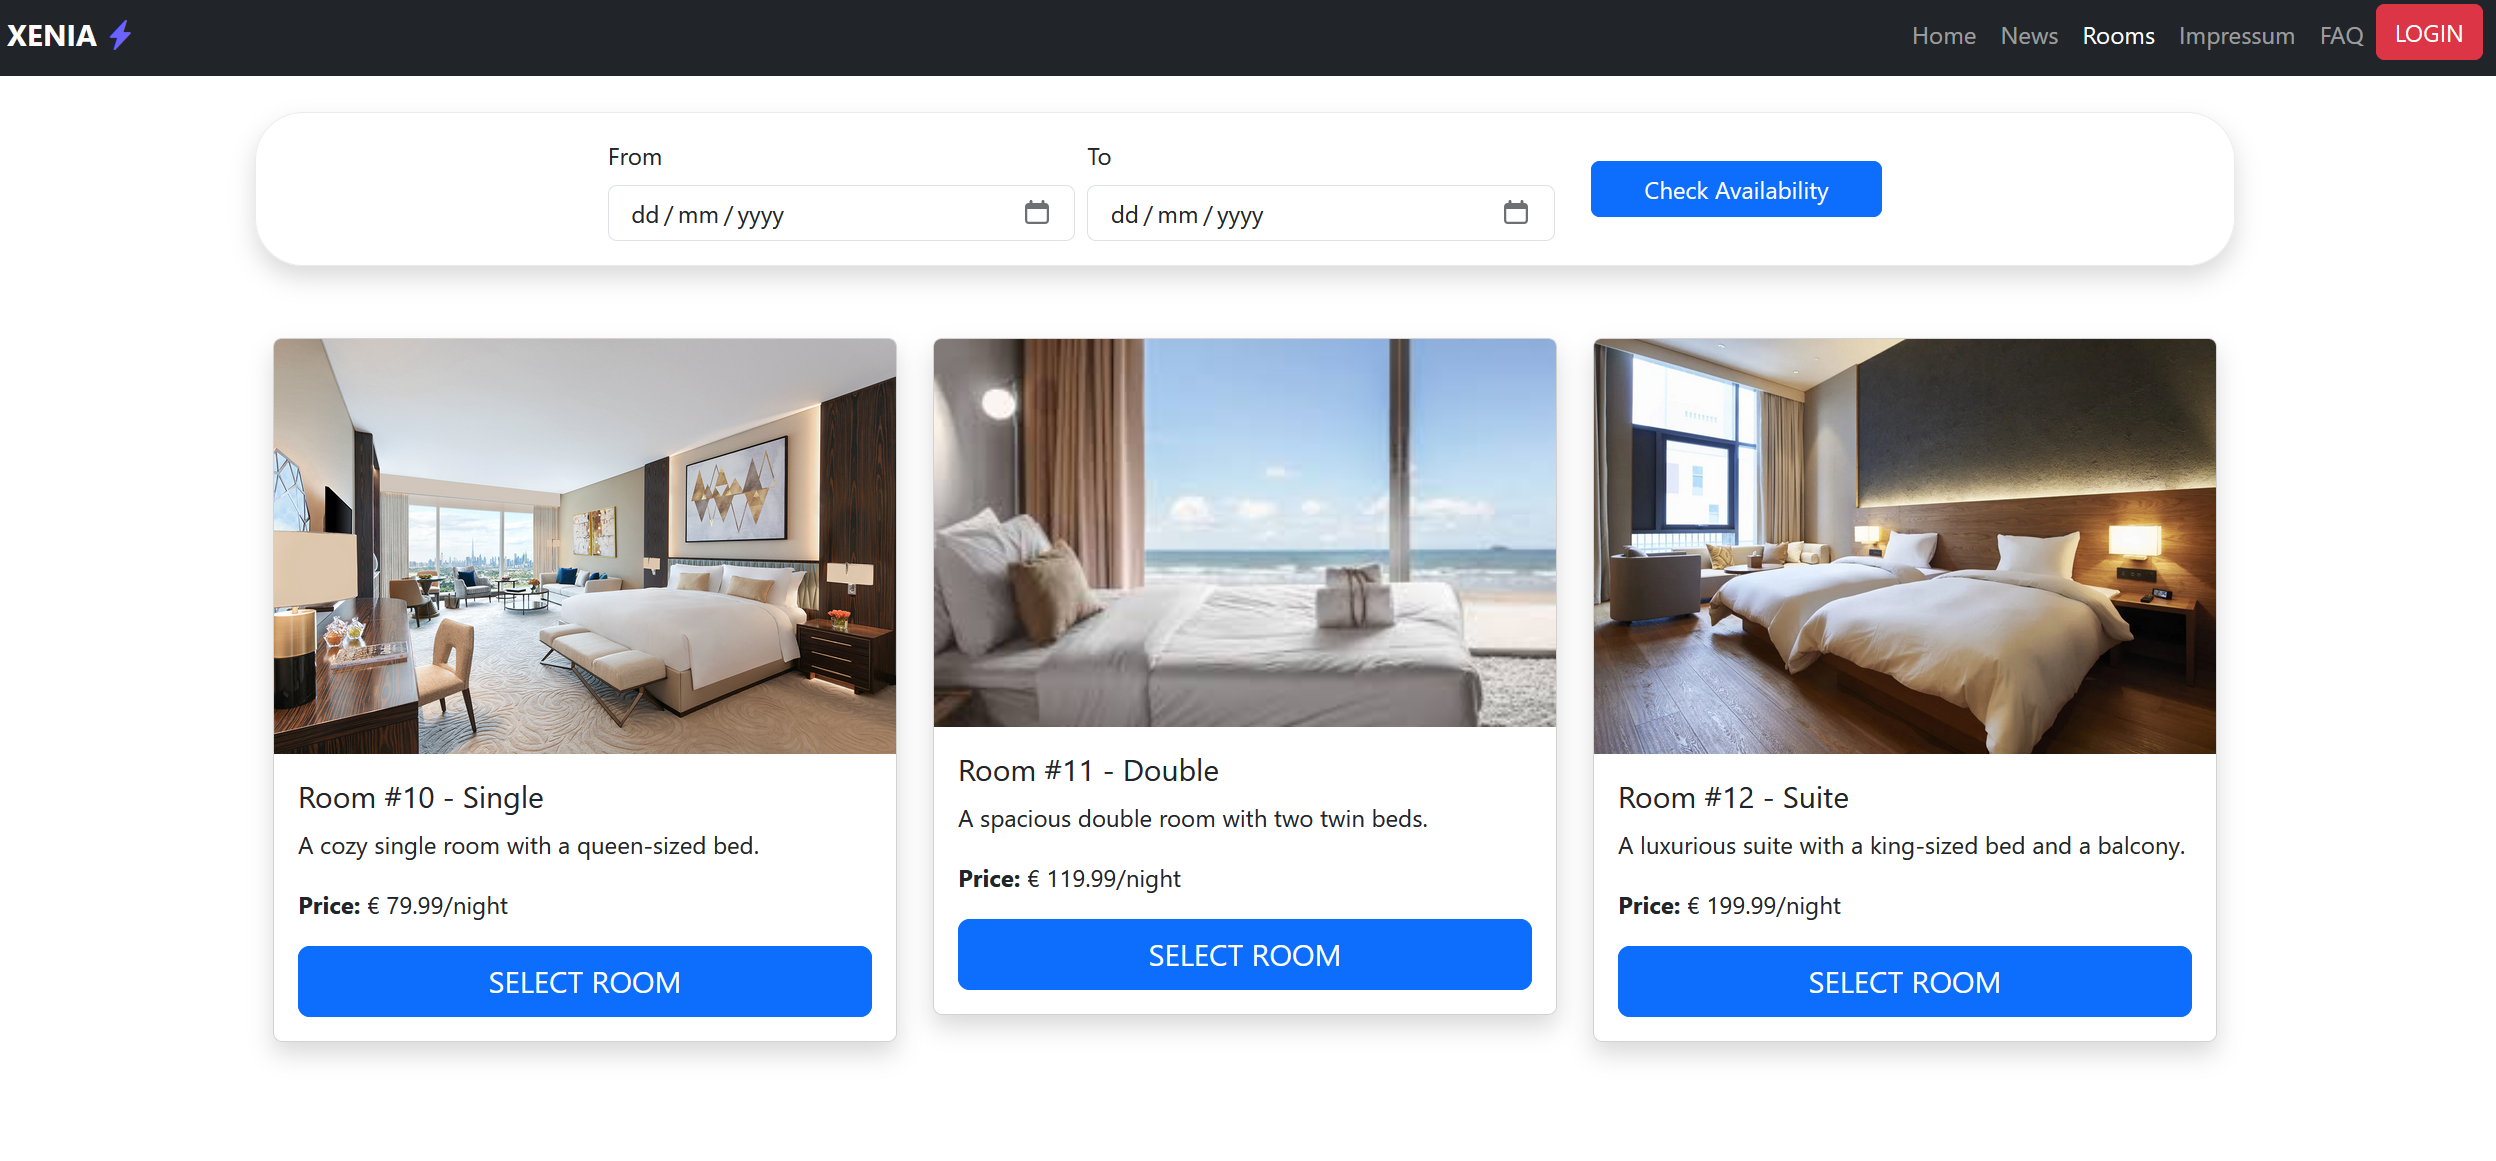 XENIA
Home News Rooms Impressum FAQ LOGIN
From
dd/mm/yyyy
To
dd/mm/yyyy
Check Availability
Room #10 - Single
A cozy single room with a queen-sized bed.
Price: € 79.99/night
SELECT ROOM
Room #11 - Double
A spacious double room with two twin beds.
Price: € 119.99/night
SELECT ROOM
Room #12 - Suite
A luxurious suite with a king-sized bed and a balcony.
Price: € 199.99/night
SELECT ROOM